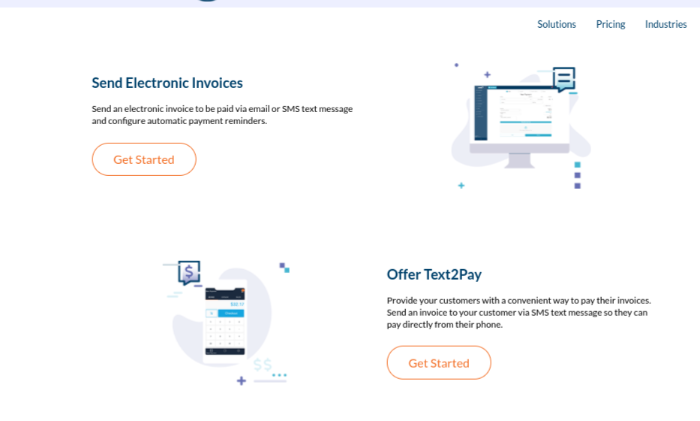 Solutions Pricing Industries
Send Electronic Invoices
Send an electronic invoice to be paid via email or SMS text message
and configure automatic payment reminders.
Get Started
$
Offer Text2Pay
Provide your customers with a convenient way to pay their invoices.
Send an invoice to your customer via SMS text message so they can
pay directly from their phone.
Get Started
$$